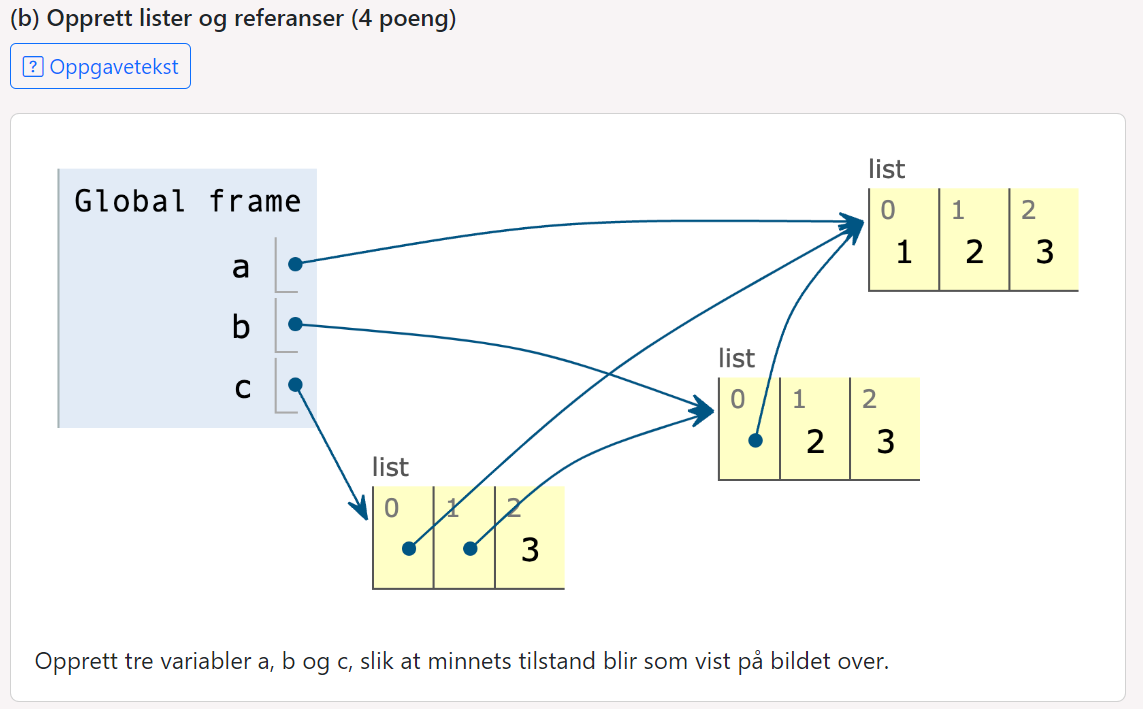 (b) Opprett lister og referanser (4 poeng)
? Oppgavetekst
list
Global frame
0 1 2
1 2 3
a
b
list
c
0 1 2
2 3
list
0 1 2
3
Opprett tre variabler a, b og c, slik at minnets tilstand blir som vist på bildet over.